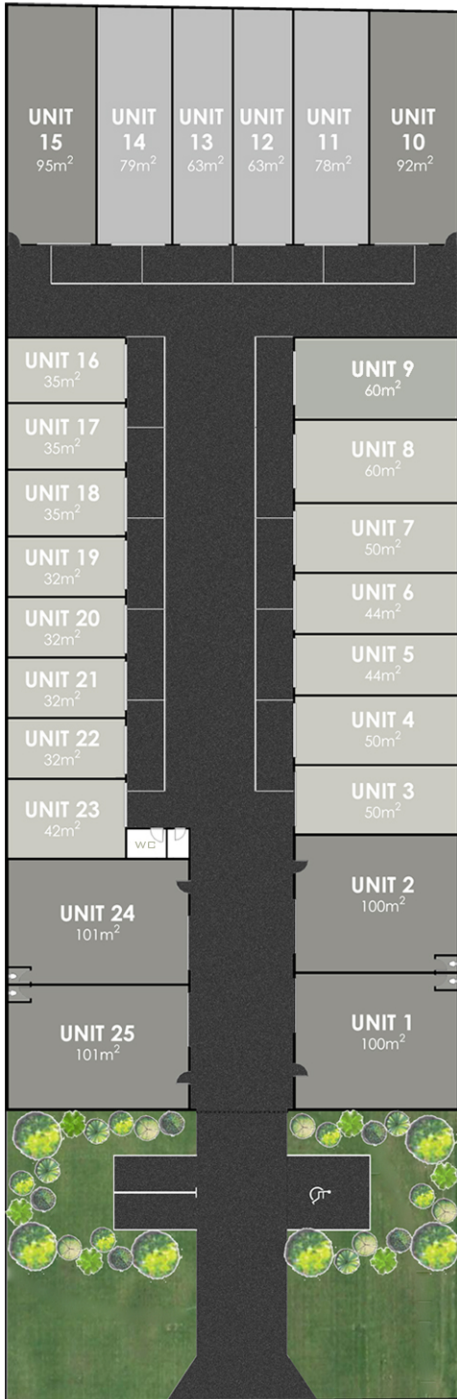 UNIT
15
95m²
UNIT
14
79m²
UNIT
13
63m²
UNIT
12
63m²
UNIT
11
78m²
UNIT
10
92m²
UNIT 16
35m²
UNIT 17
35m²
UNIT 18
35m²
UNIT 19
32m²
UNIT 20
32m²
UNIT 21
32m²
UNIT 22
32m²
UNIT 23
42m²
WC
UNIT 24
101m²
UNIT 25
101m²
UNIT 9
60m²
UNIT 8
60m²
UNIT 7
50m²
UNIT 6
44m²
UNIT 5
44m²
UNIT 4
50m²
UNIT 3
50m²
UNIT 2
100m²
UNIT 1
100m²